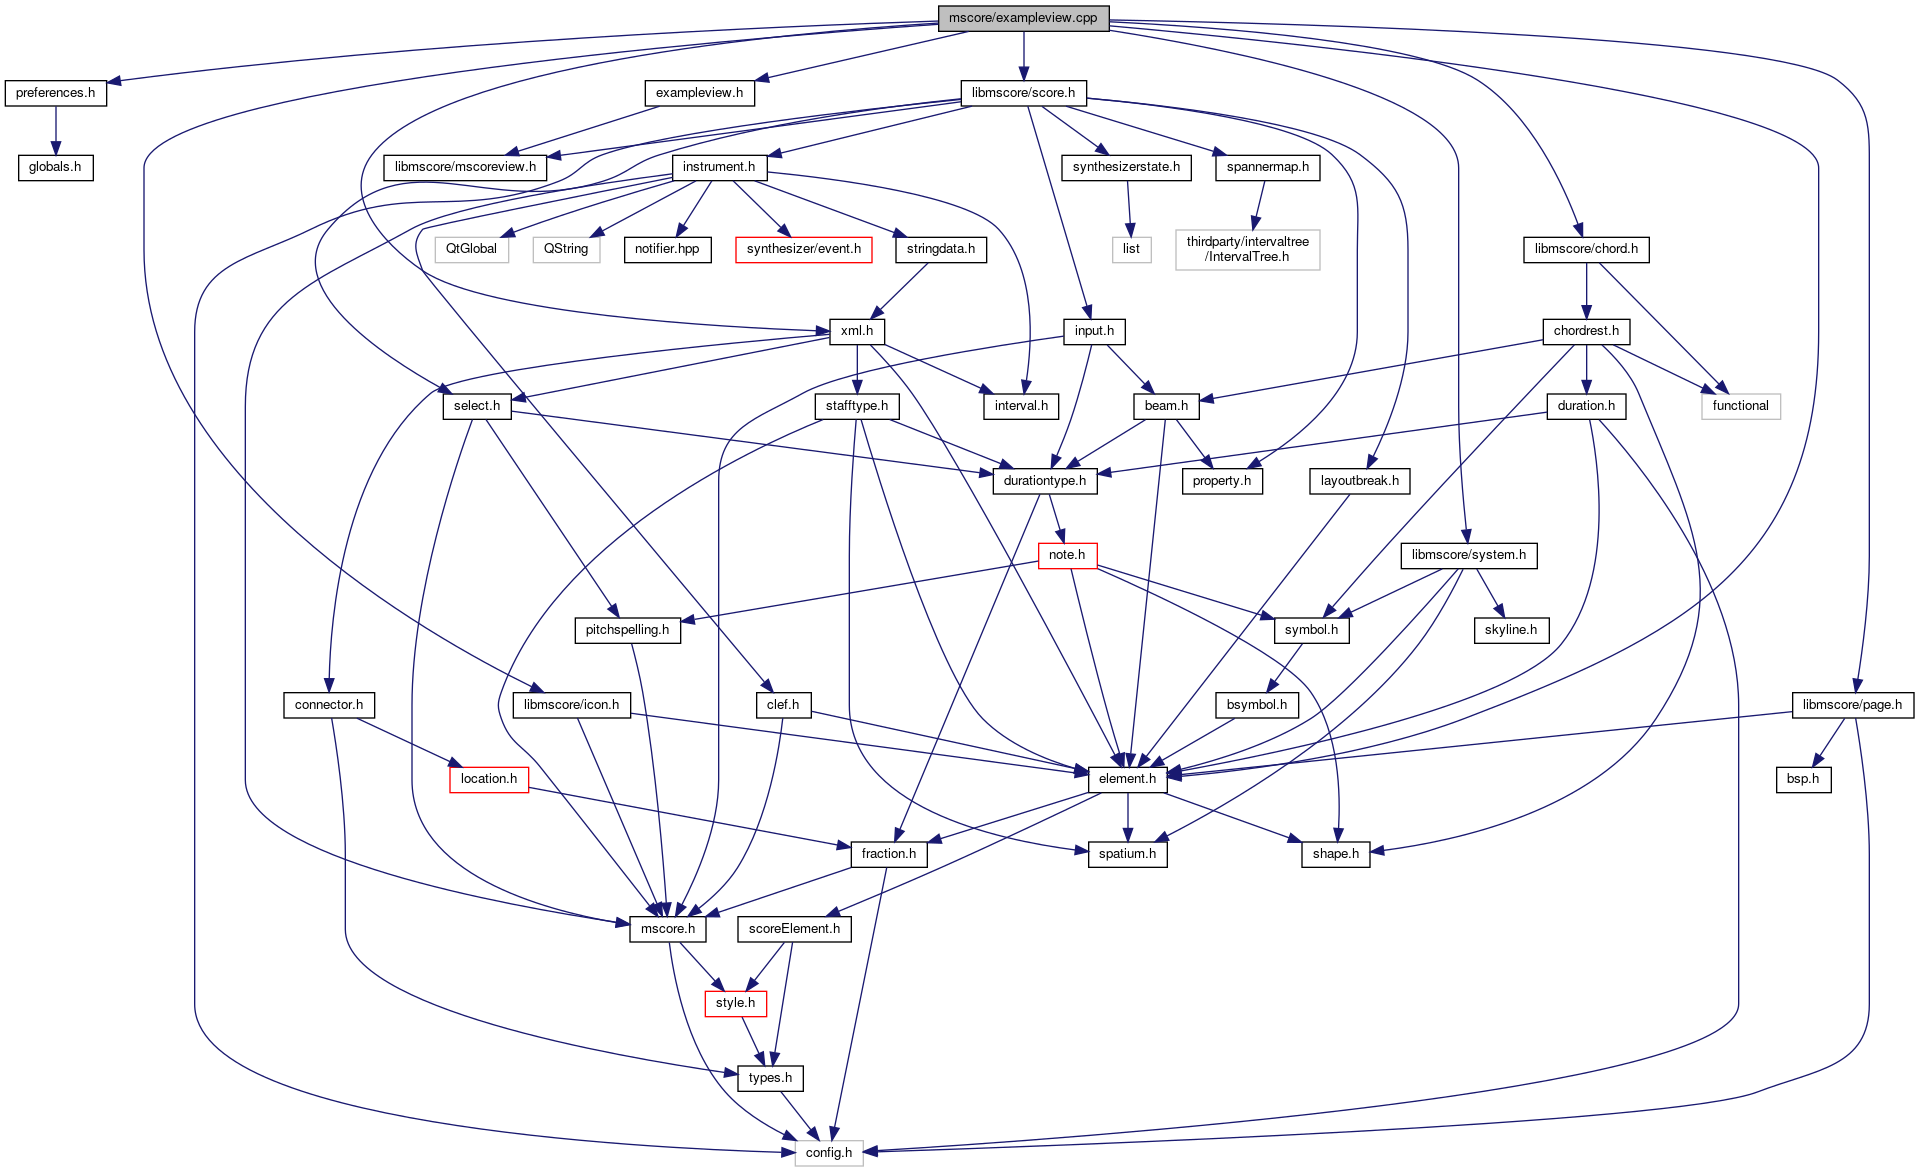 mscore/exampleview.cpp
preferences.h
exampleview.h
libmscore/score.h
globals.h
libmscore/mscoreview.h
instrument.h
synthesizerstate.h
spannermap.h
QtGlobal
QString
notifier.hpp
synthesizer/event.h
stringdata.h
list
thirdparty/intervaltree
/IntervalTree.h
libmscore/chord.h
xml.h
input.h
chordrest.h
select.h
stafftype.h
interval.h
beam.h
duration.h
functional
durationtype.h
property.h
layoutbreak.h
note.h
libmscore/system.h
pitchspelling.h
symbol.h
skyline.h
connector.h
libmscore/icon.h
clef.h
bsymbol.h
libmscore/page.h
location.h
element.h
bsp.h
fraction.h
spatium.h
shape.h
mscore.h
scoreElement.h
style.h
types.h
config.h